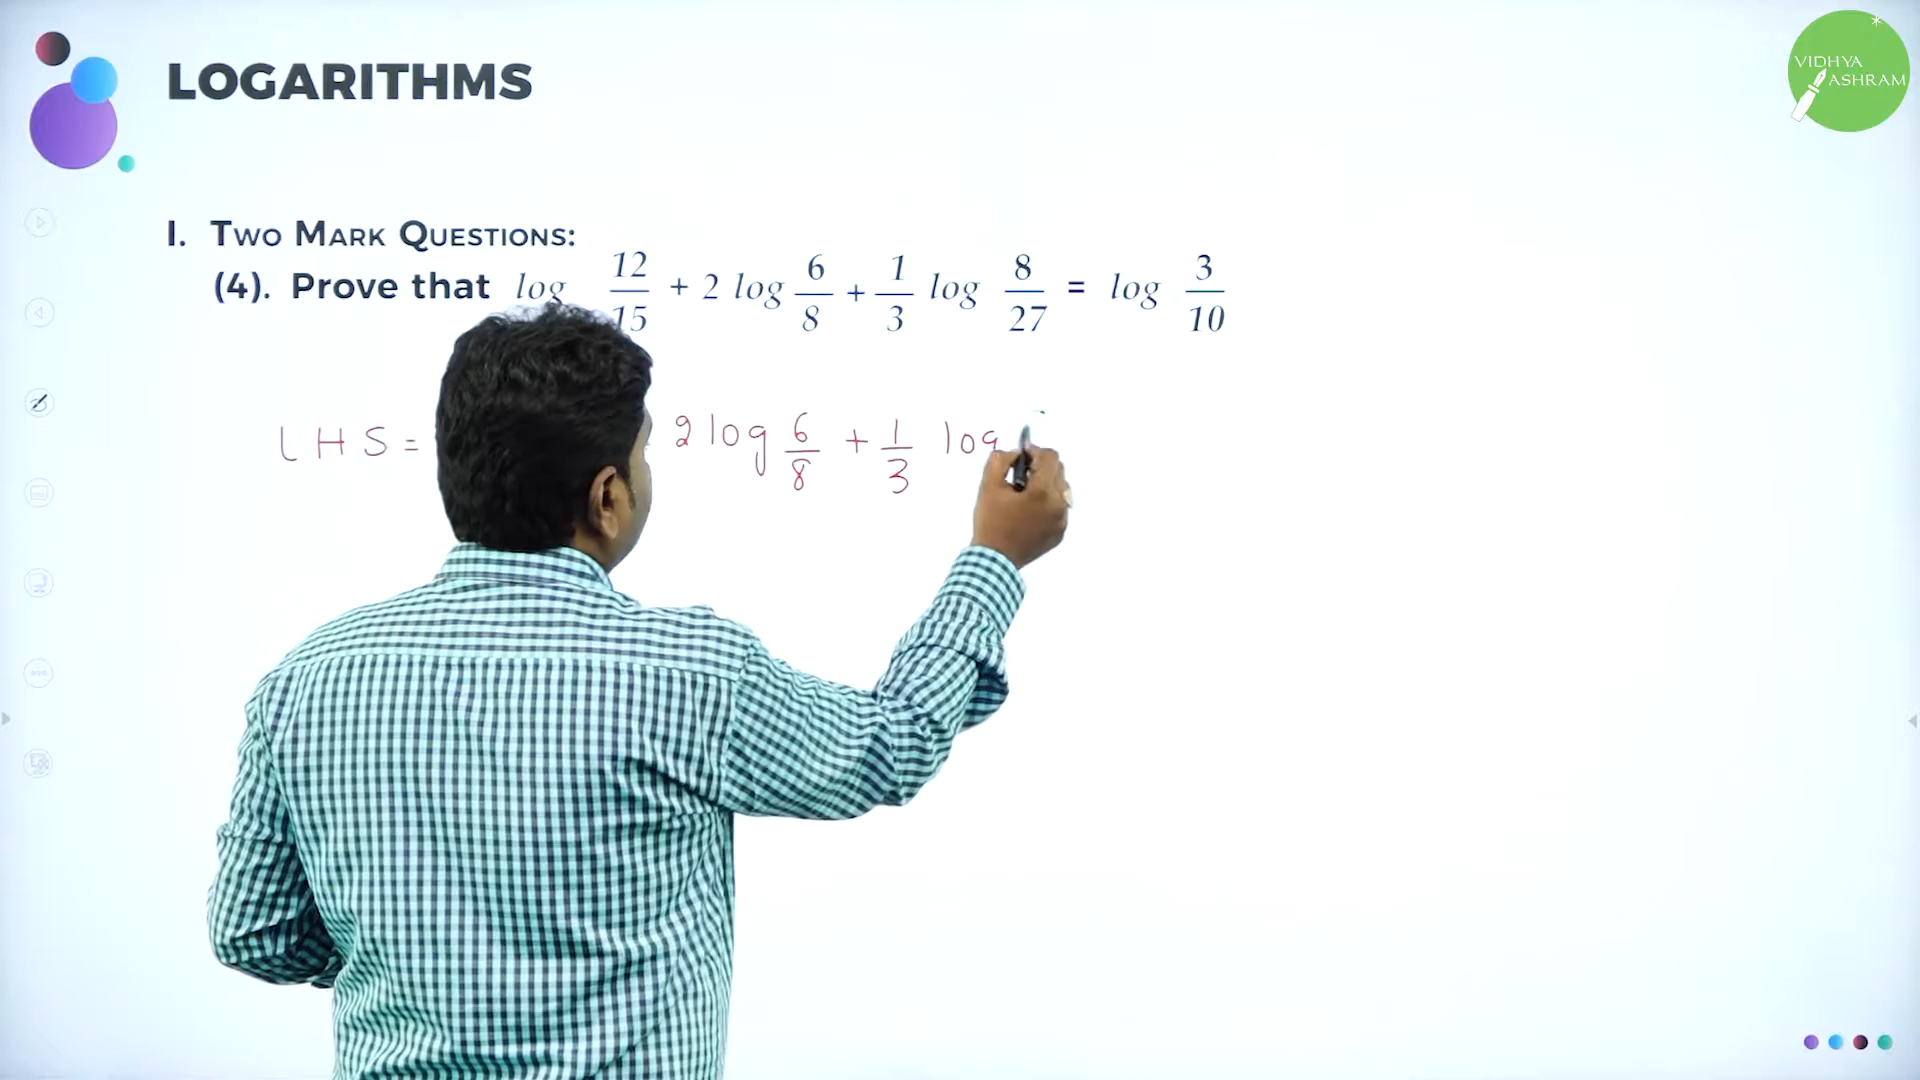 VIDHYA
ASHRAM
LOGARITHMS
I. TWO MARK QUESTIONS:
(4). Prove that log 12/15 + 2 log 6/8 + 1/3 log 8/27 = log 3/10
LHS = 2 log 6/8 + 1/3 log